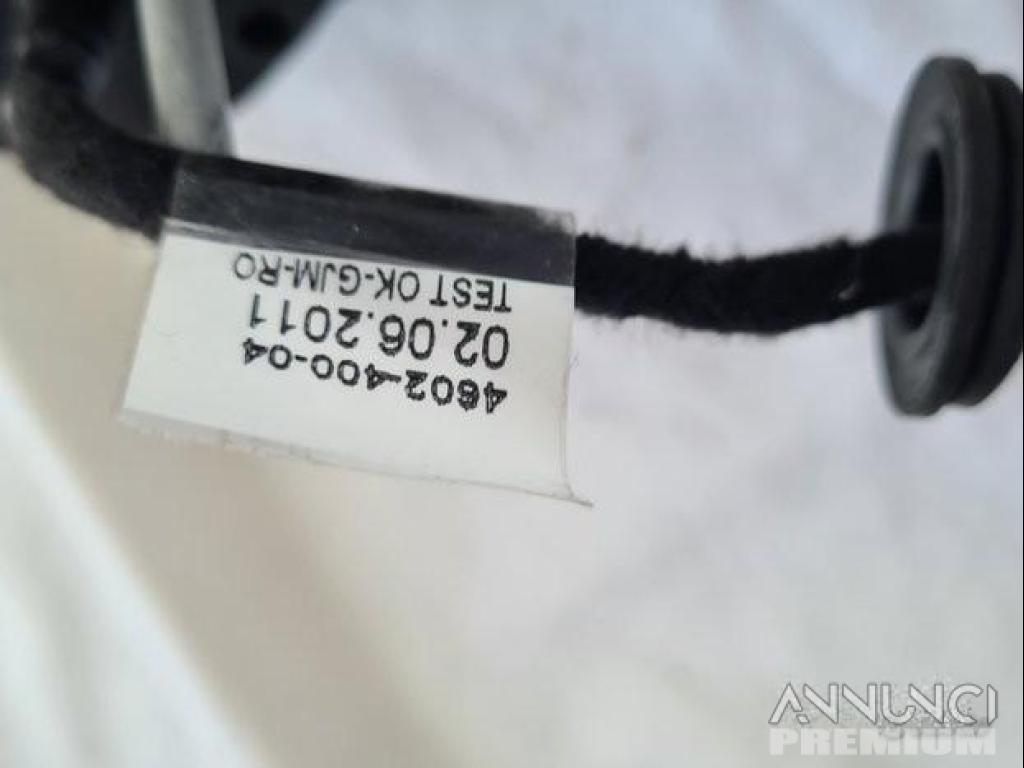 4602-400-04
02.06.2011
TEST OK-GJM-RO
ANNUNCI
PREMIUM